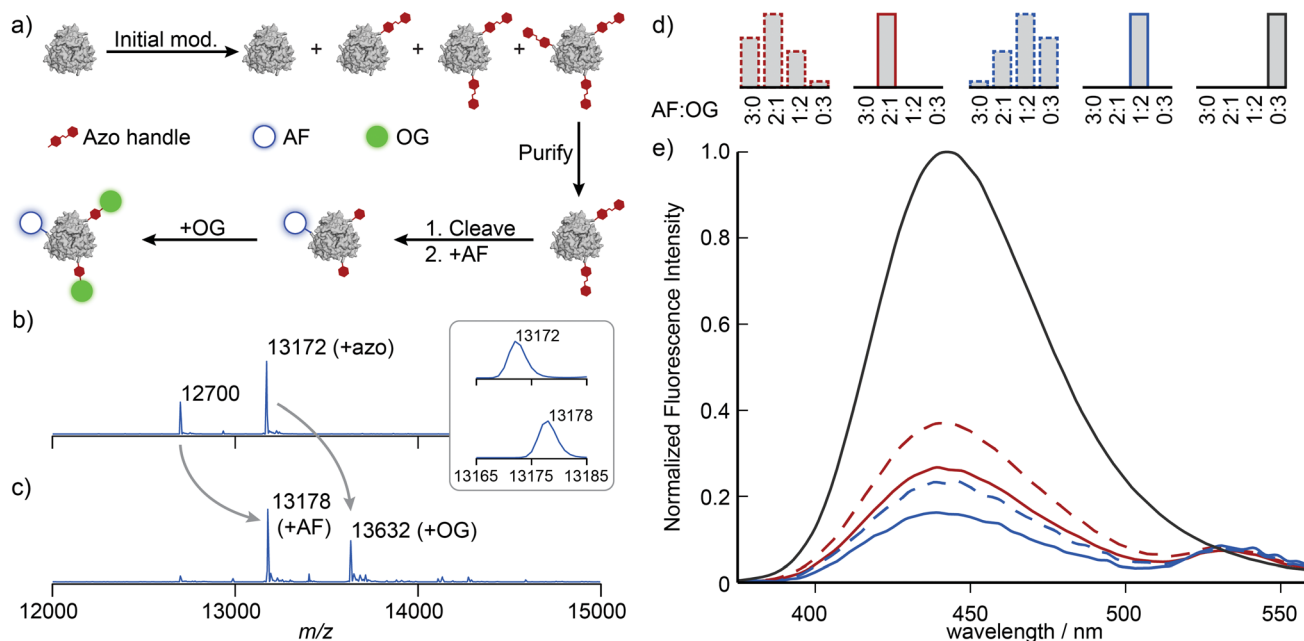 a)
Initial mod.
+ + +
Azo handle
AF
OG
Purify
+OG
1. Cleave
2. +AF
b)
13172 (+azo)
12700
13172
13178
13165 13175 13185
c)
13178
(+AF)
13632 (+OG)
12000 13000 14000 15000
m/z
d)
AF:OG
3:0 2:1 1:2 0:3
3:0 2:1 1:2 0:3
3:0 2:1 1:2 0:3
3:0 2:1 1:2 0:3
3:0 2:1 1:2 0:3
e)
Normalized Fluorescence Intensity
1.0
0.8
0.6
0.4
0.2
0
400 450 500 550
wavelength / nm